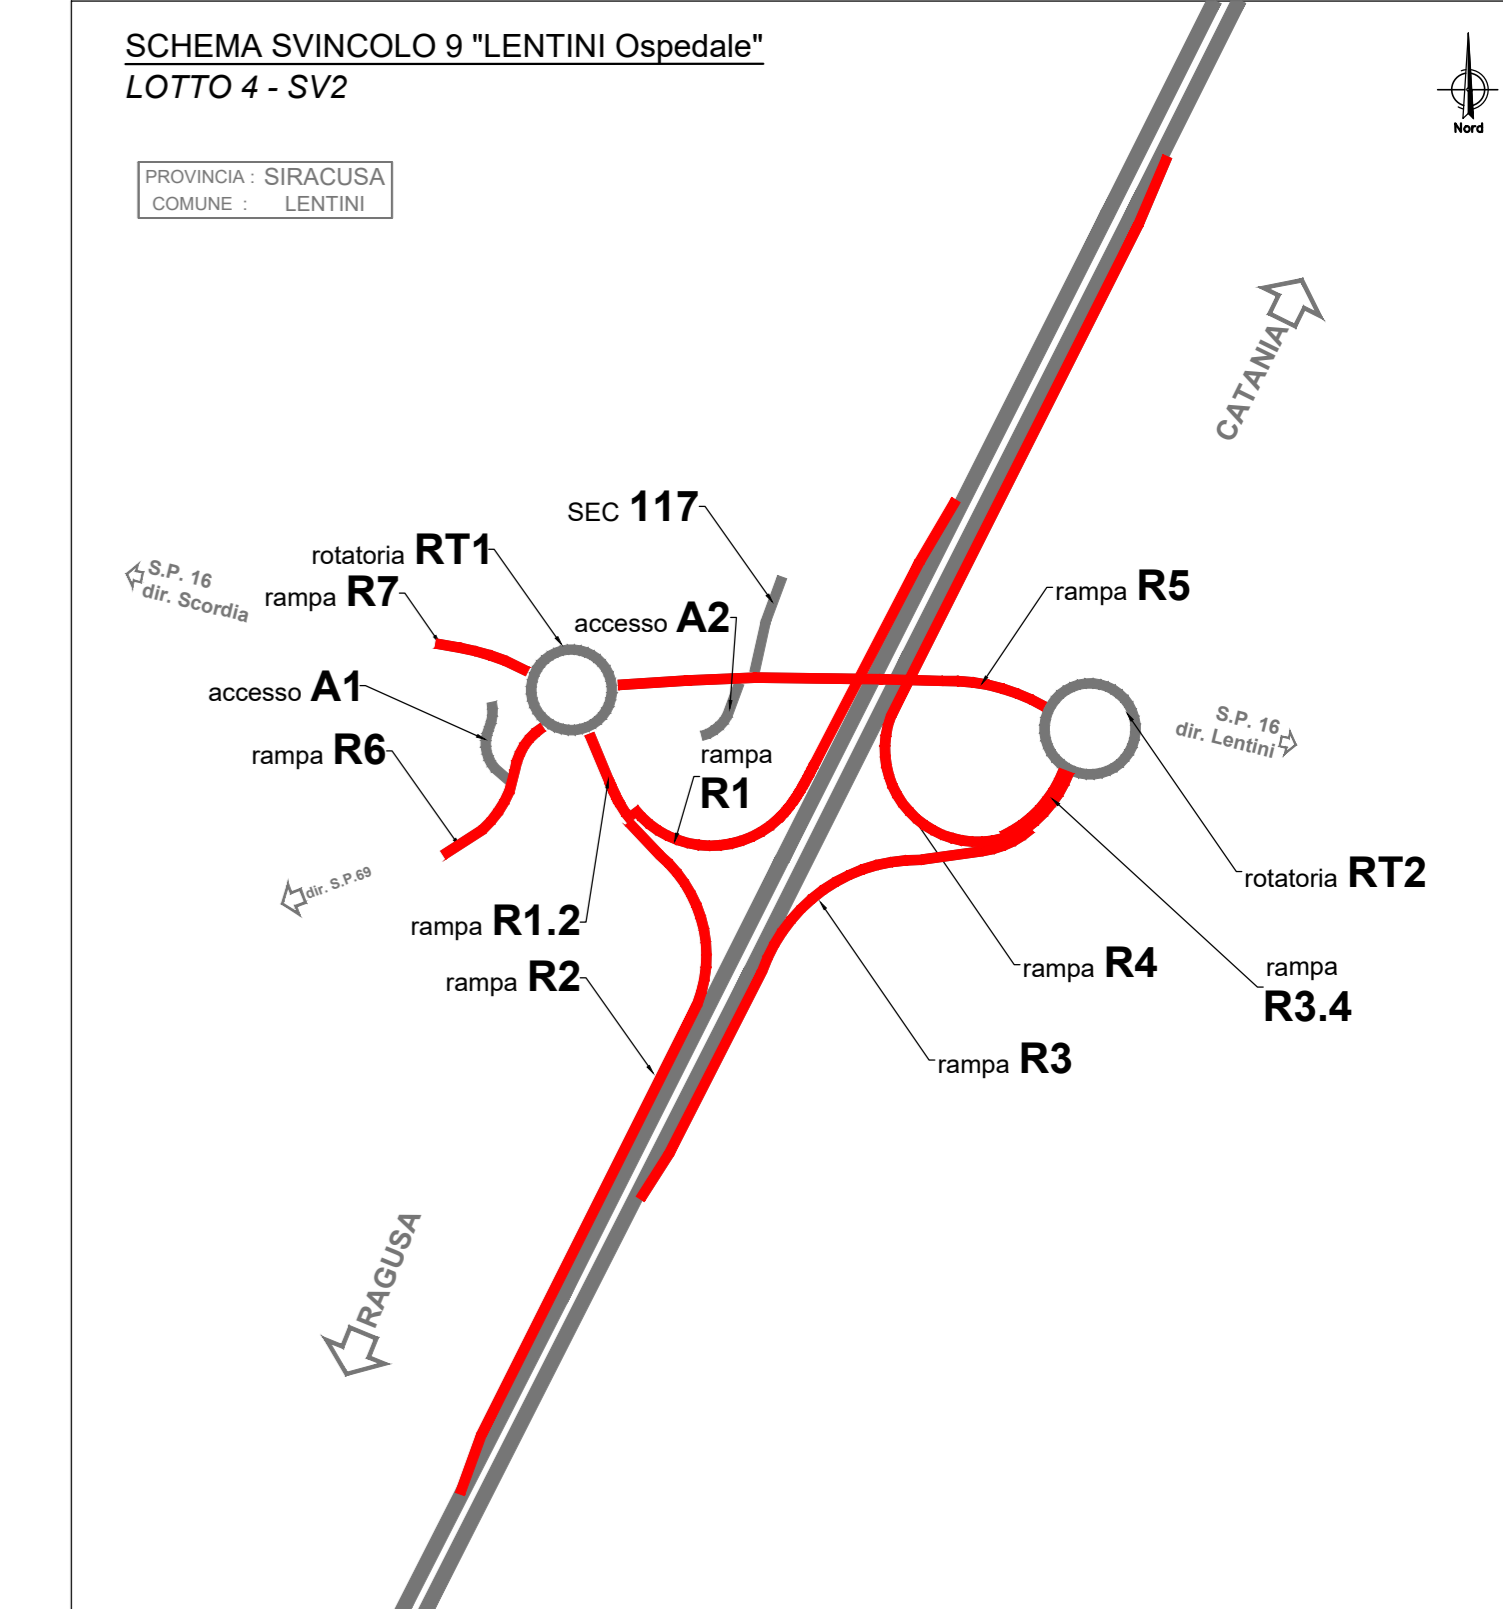 SCHEMA SVINCOLO 9 "LENTINI Ospedale"
LOTTO 4 - SV2
Nord
PROVINCIA : SIRACUSA
COMUNE : LENTINI
CATANIA
SEC 117
rotatoria RT1
S.P. 16
dir. Scordia
rampa R7
rampa R5
accesso A2
accesso A1
S.P. 16
dir. Lentini
rampa R6
rampa
R1
dir. S.P.69
rotatoria RT2
rampa R1.2
rampa R4
rampa
R3.4
rampa R2
rampa R3
RAGUSA